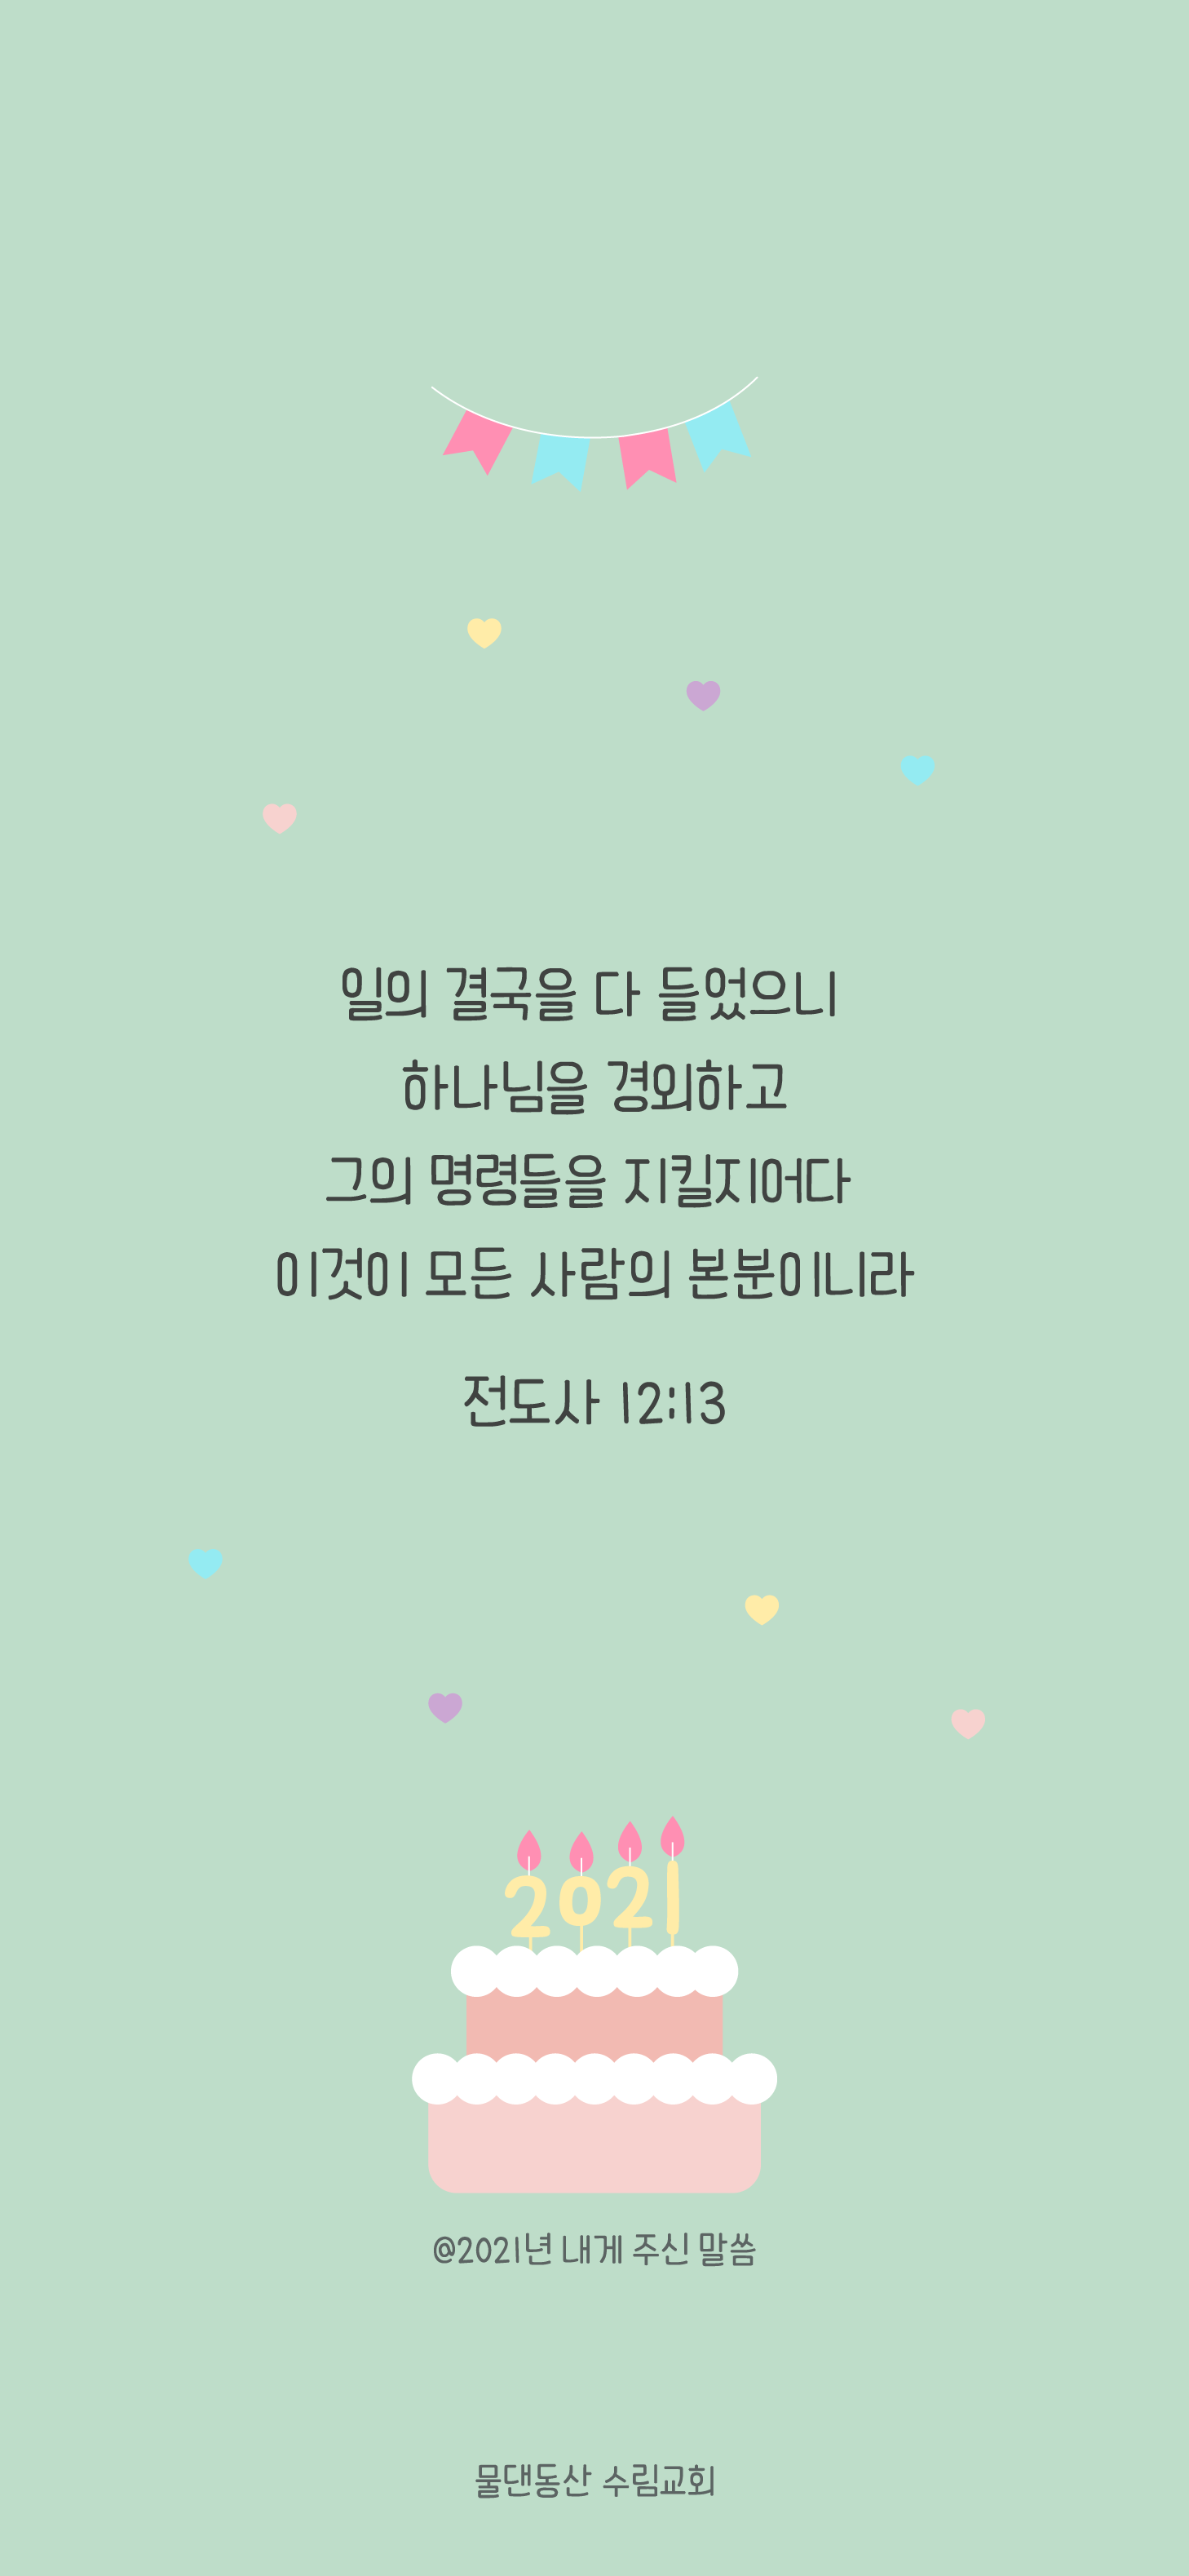 일의 결국을 다 들었으니
하나님을 경외하고
그의 명령들을 지킬지어다
이것이 모든 사람의 본분이니라
전도사 12:13
2021
@2021년 내게 주신 말씀
물댄동산 수림교회